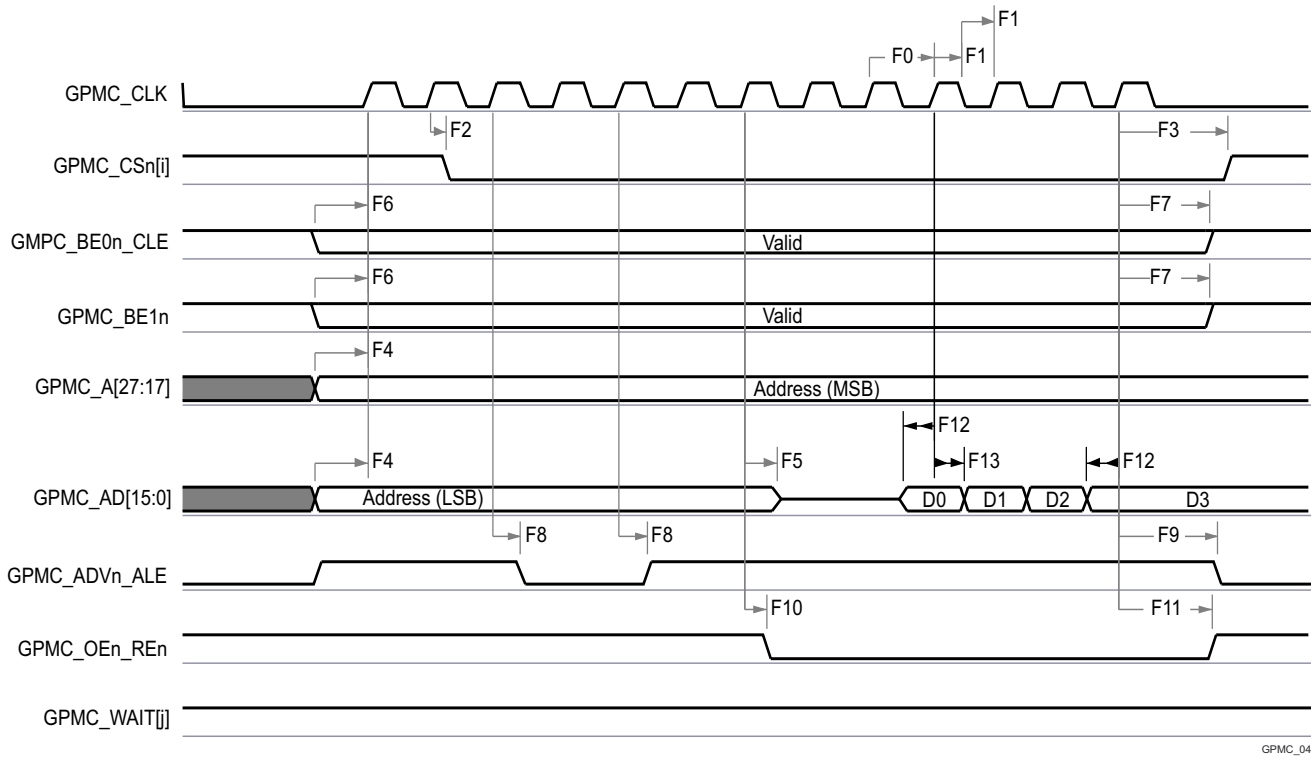 F1
F0 F1
GPMC_CLK
F2 F3
GPMC_CSn[i]
F6 F7
GMPC_BE0n_CLE Valid
F6 F7
GPMC_BE1n Valid
F4
GPMC_A[27:17] Address (MSB)
F12
F4 F5 F13 F12
GPMC_AD[15:0] Address (LSB) D0 D1 D2 D3
F8 F8 F9
GPMC_ADVn_ALE
F10 F11
GPMC_OEn_REn
GPMC_WAIT[j]
GPMC_04